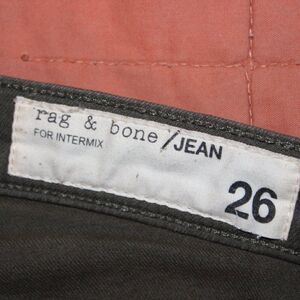 rag & bone/JEAN
FOR INTERMIX
26